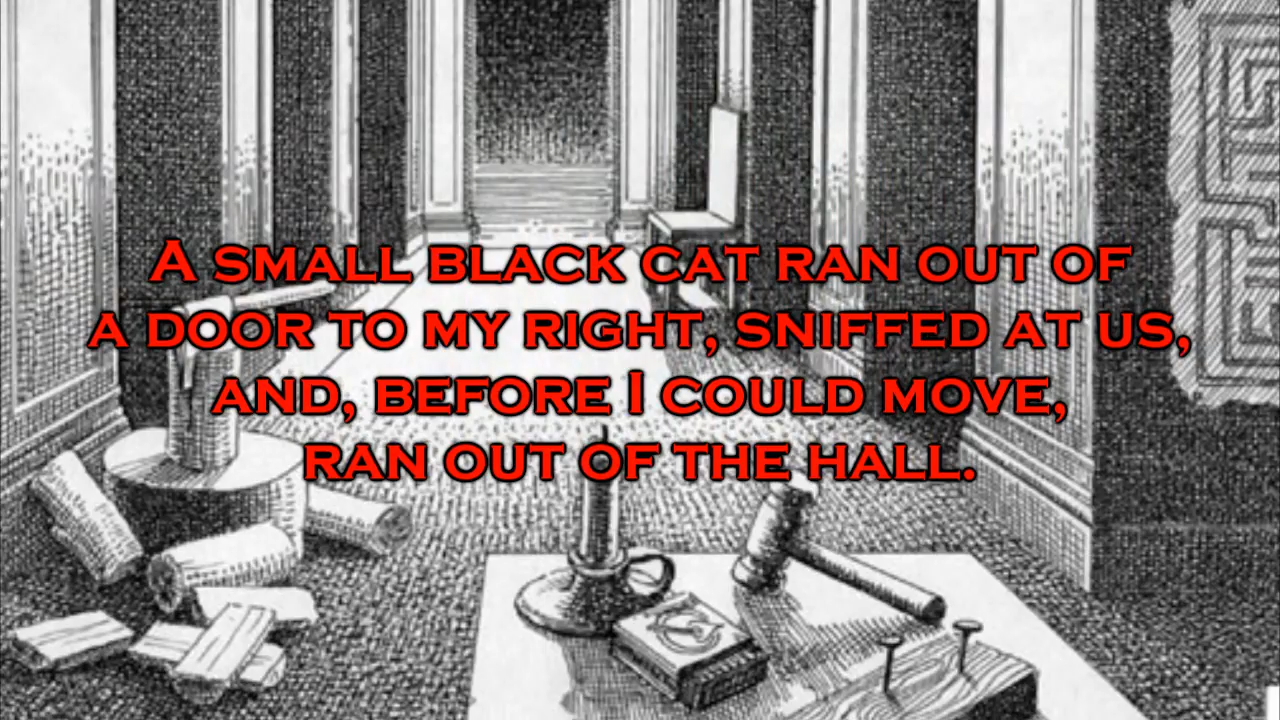 A SMALL BLACK CAT RAN OUT OF
A DOOR TO MY RIGHT, SNIFFED AT US,
AND, BEFORE I COULD MOVE,
RAN OUT OF THE HALL.